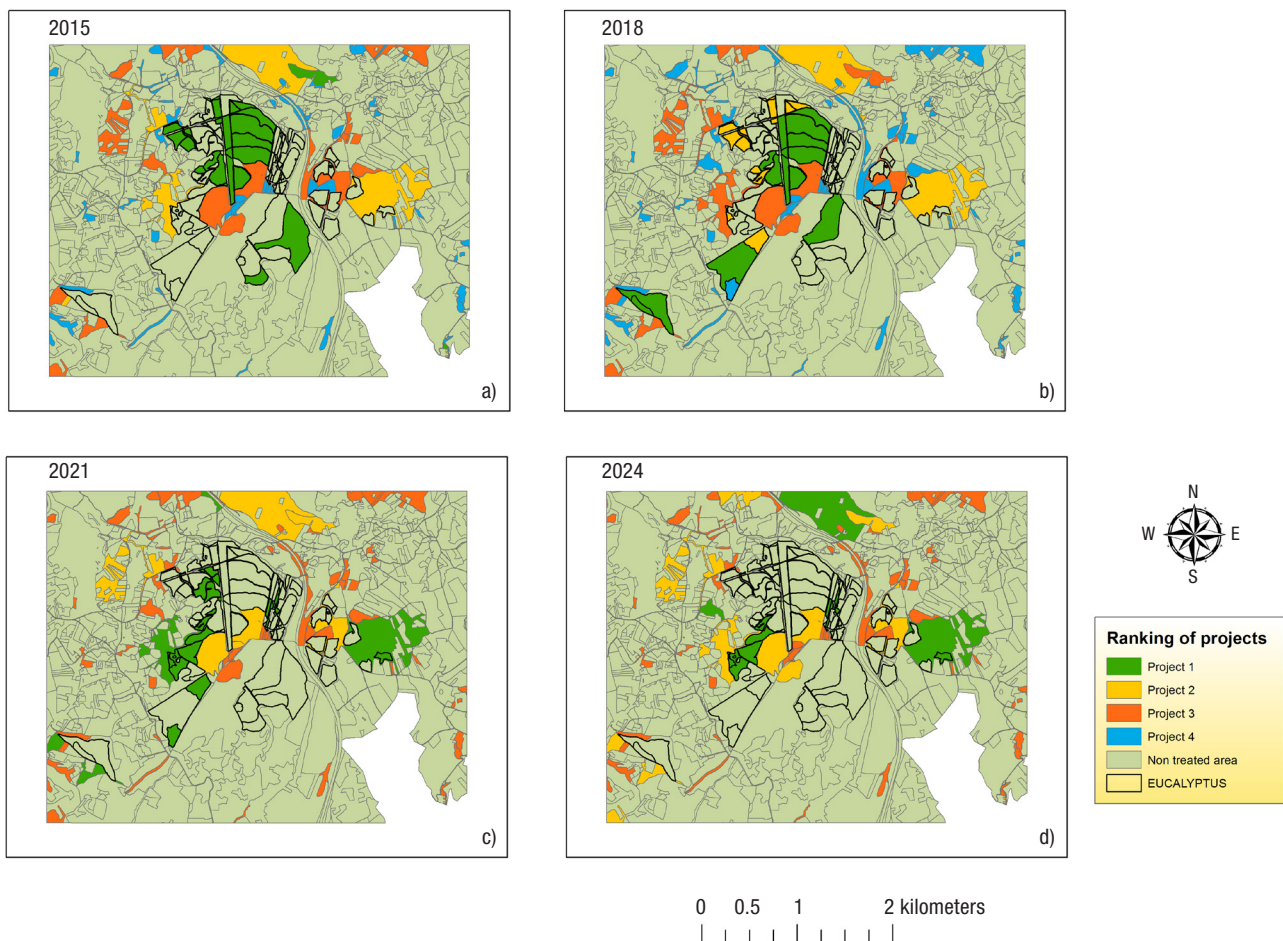 2015
a)
2018
b)
2021
c)
2024
d)
N
W E
S
Ranking of projects
Project 1
Project 2
Project 3
Project 4
Non treated area
EUCALYPTUS
0 0.5 1 2 kilometers